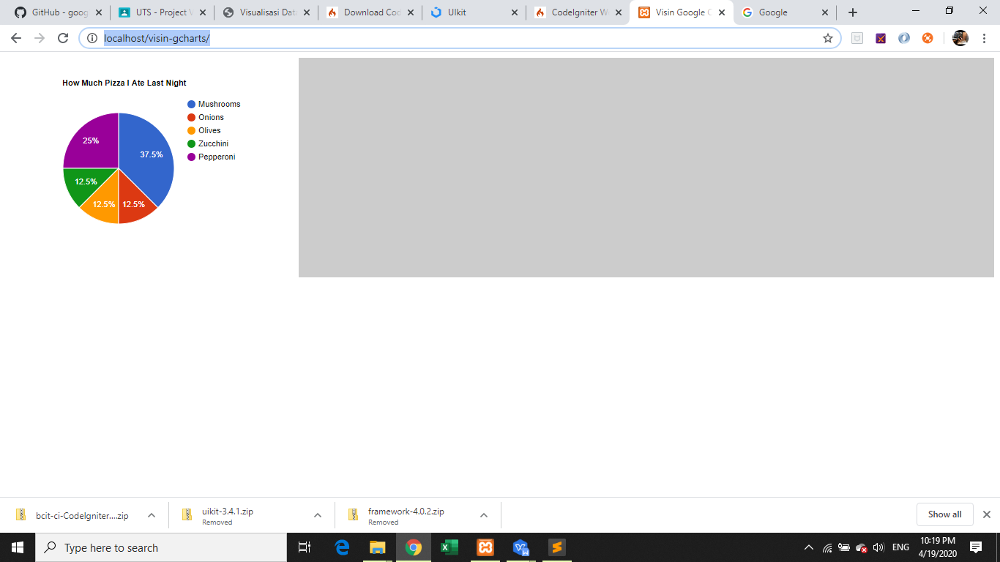 GitHub - goog
UTS - Project V
Visualisasi Data
Download Cod
UIkit
CodeIgniter W
Visin Google C
Google
localhost/visin-gcharts/
How Much Pizza I Ate Last Night
Mushrooms
Onions
Olives
Zucchini
Pepperoni
25%
37.5%
12.5%
12.5%
12.5%
bcit-ci-CodeIgniter....zip
uikit-3.4.1.zip
Removed
framework-4.0.2.zip
Removed
Show all
Type here to search
ENG
10:19 PM
4/19/2020